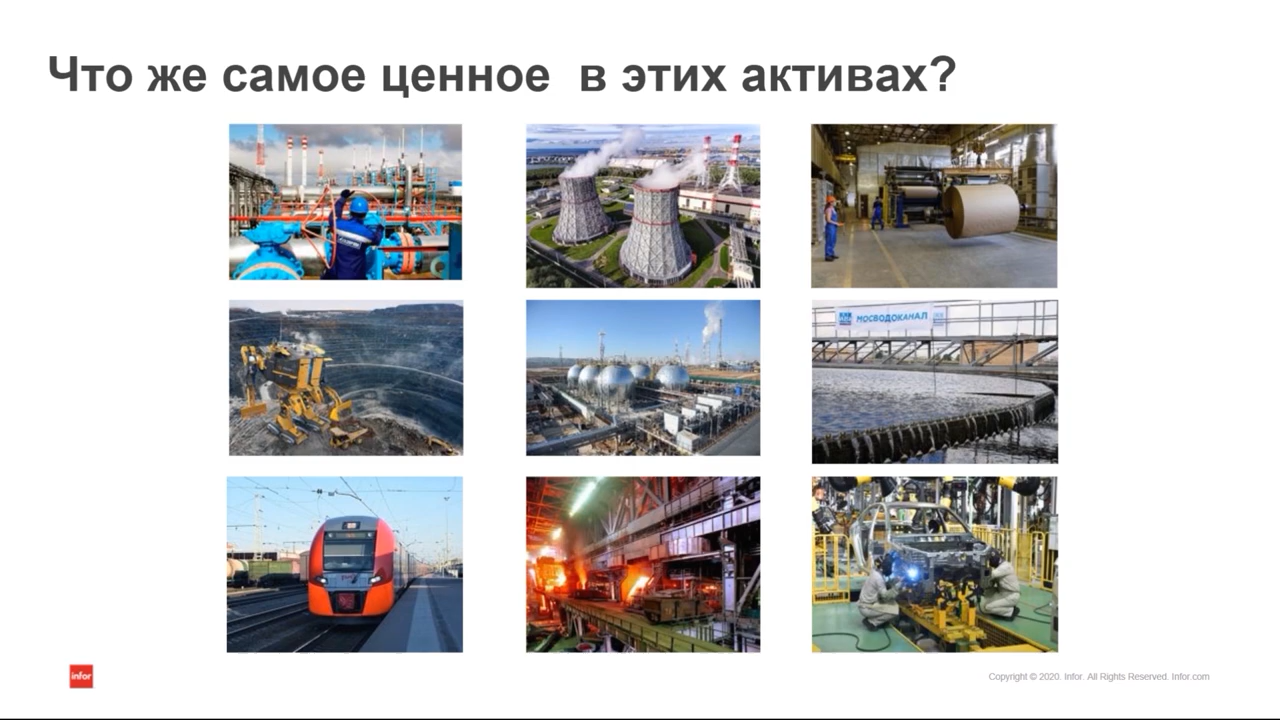 Что же самое ценное в этих активах?
МОСВОДОКАНАЛ
infor
Copyright © 2020. Infor. All Rights Reserved. Infor.com